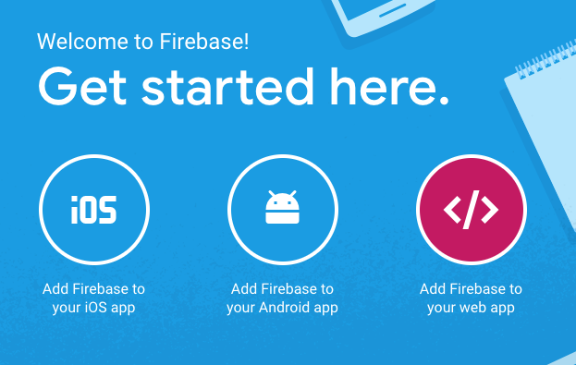 Welcome to Firebase!
Get started here.
iOS
</>
Add Firebase to
your iOS app
Add Firebase to
your Android app
Add Firebase to
your web app